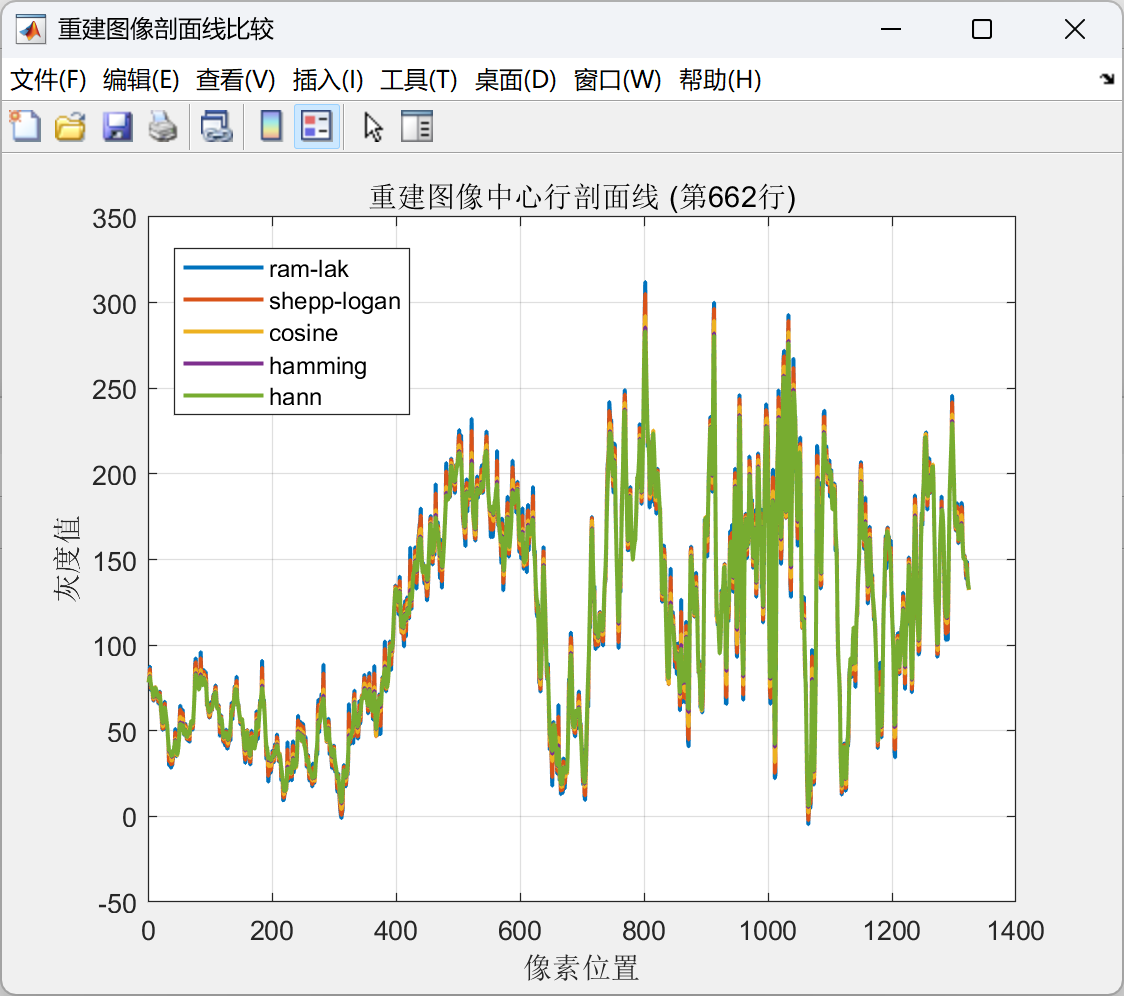 重建图像剖面线比较
文件(F) 编辑(E) 查看(V) 插入(I) 工具(T) 桌面(D) 窗口(W) 帮助(H)
重建图像中心行剖面线 (第662行)
350
300
250
200
150
100
50
0
-50
灰度值
ram-lak
shepp-logan
cosine
hamming
hann
0 200 400 600 800 1000 1200 1400
像素位置